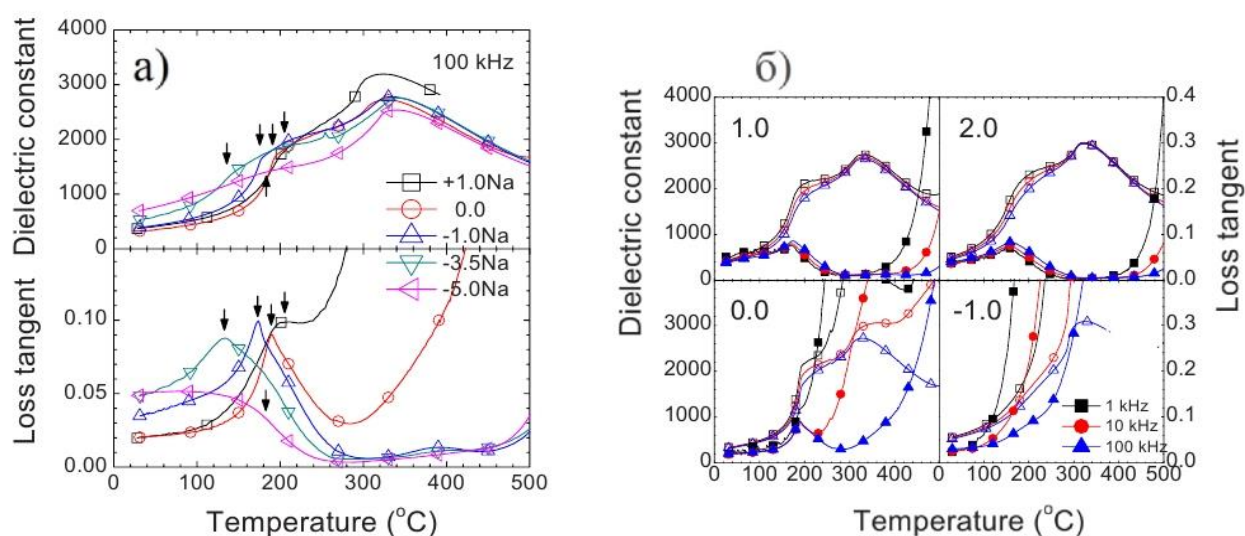 а)
100 kHz
Dielectric constant
4000
3000
2000
1000
0
+1.0Na
0.0
-1.0Na
-3.5Na
-5.0Na
Loss tangent
0.10
0.05
0.00
0 100 200 300 400 500
Temperature (°C)
б)
Dielectric constant
4000
3000
2000
1000
0
3000
2000
1000
0
1.0
2.0
0.0
-1.0
1 kHz
10 kHz
100 kHz
0.4
0.3
0.2
0.1
0.0
0.3
0.2
0.1
0.0
Loss tangent
0 100 200 300 400 0 100 200 300 400 500
Temperature (°C)